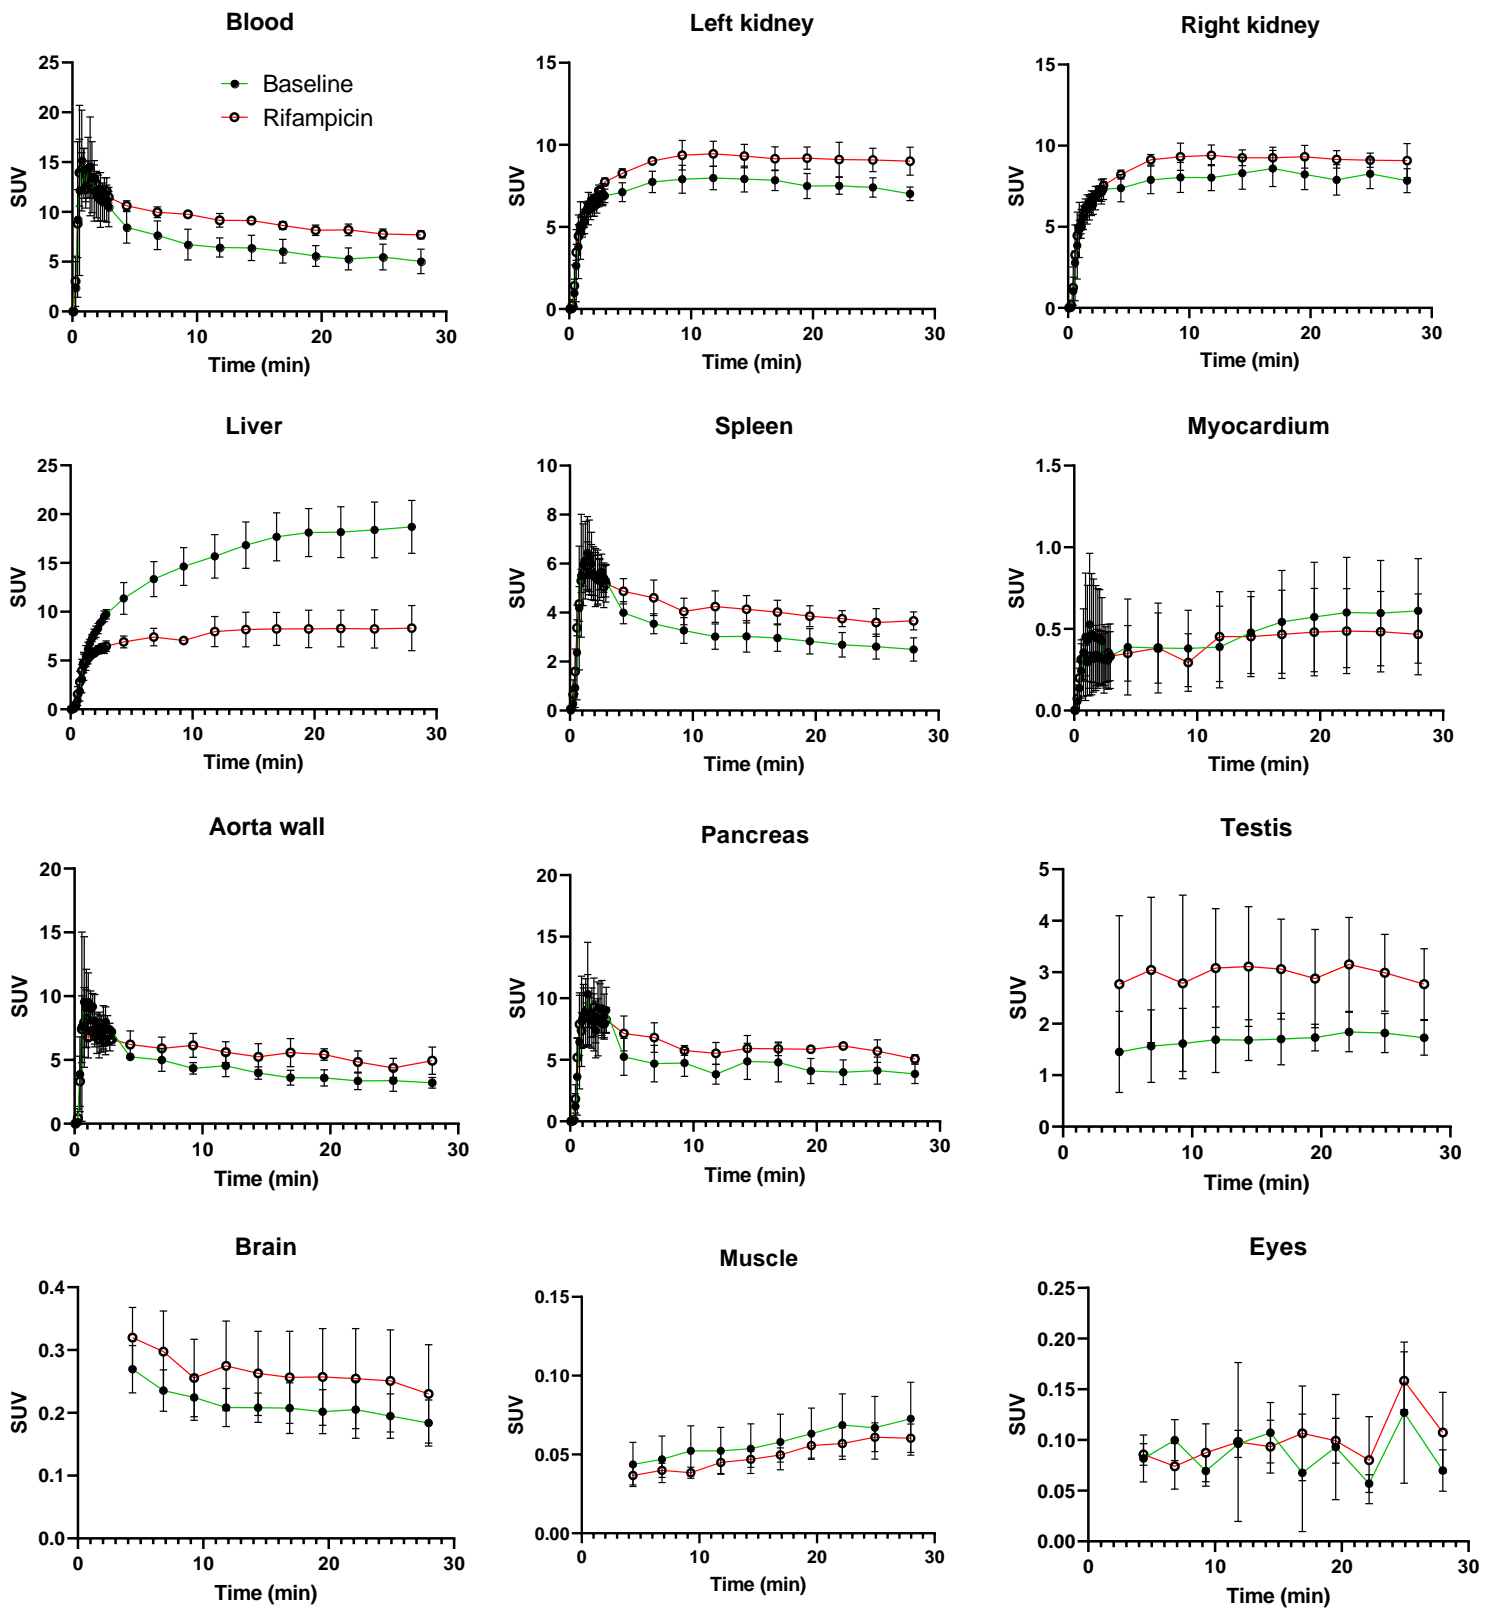 Blood
Left kidney
Right kidney
25
20
15
10
5
0
SUV
Baseline
Rifampicin
0 10 20 30
Time (min)
15
10
5
0
SUV
0 10 20 30
Time (min)
15
10
5
0
SUV
0 10 20 30
Time (min)
Liver
Spleen
Myocardium
25
20
15
10
5
0
SUV
0 10 20 30
Time (min)
10
8
6
4
2
0
SUV
0 10 20 30
Time (min)
1.5
1.0
0.5
0.0
SUV
0 10 20 30
Time (min)
Aorta wall
Pancreas
Testis
20
15
10
5
0
SUV
0 10 20 30
Time (min)
20
15
10
5
0
SUV
0 10 20 30
Time (min)
5
4
3
2
1
0
SUV
0 10 20 30
Time (min)
Brain
Muscle
Eyes
0.4
0.3
0.2
0.1
0.0
SUV
0 10 20 30
Time (min)
0.15
0.10
0.05
0.00
SUV
0 10 20 30
Time (min)
0.25
0.20
0.15
0.10
0.05
0.00
SUV
0 10 20 30
Time (min)